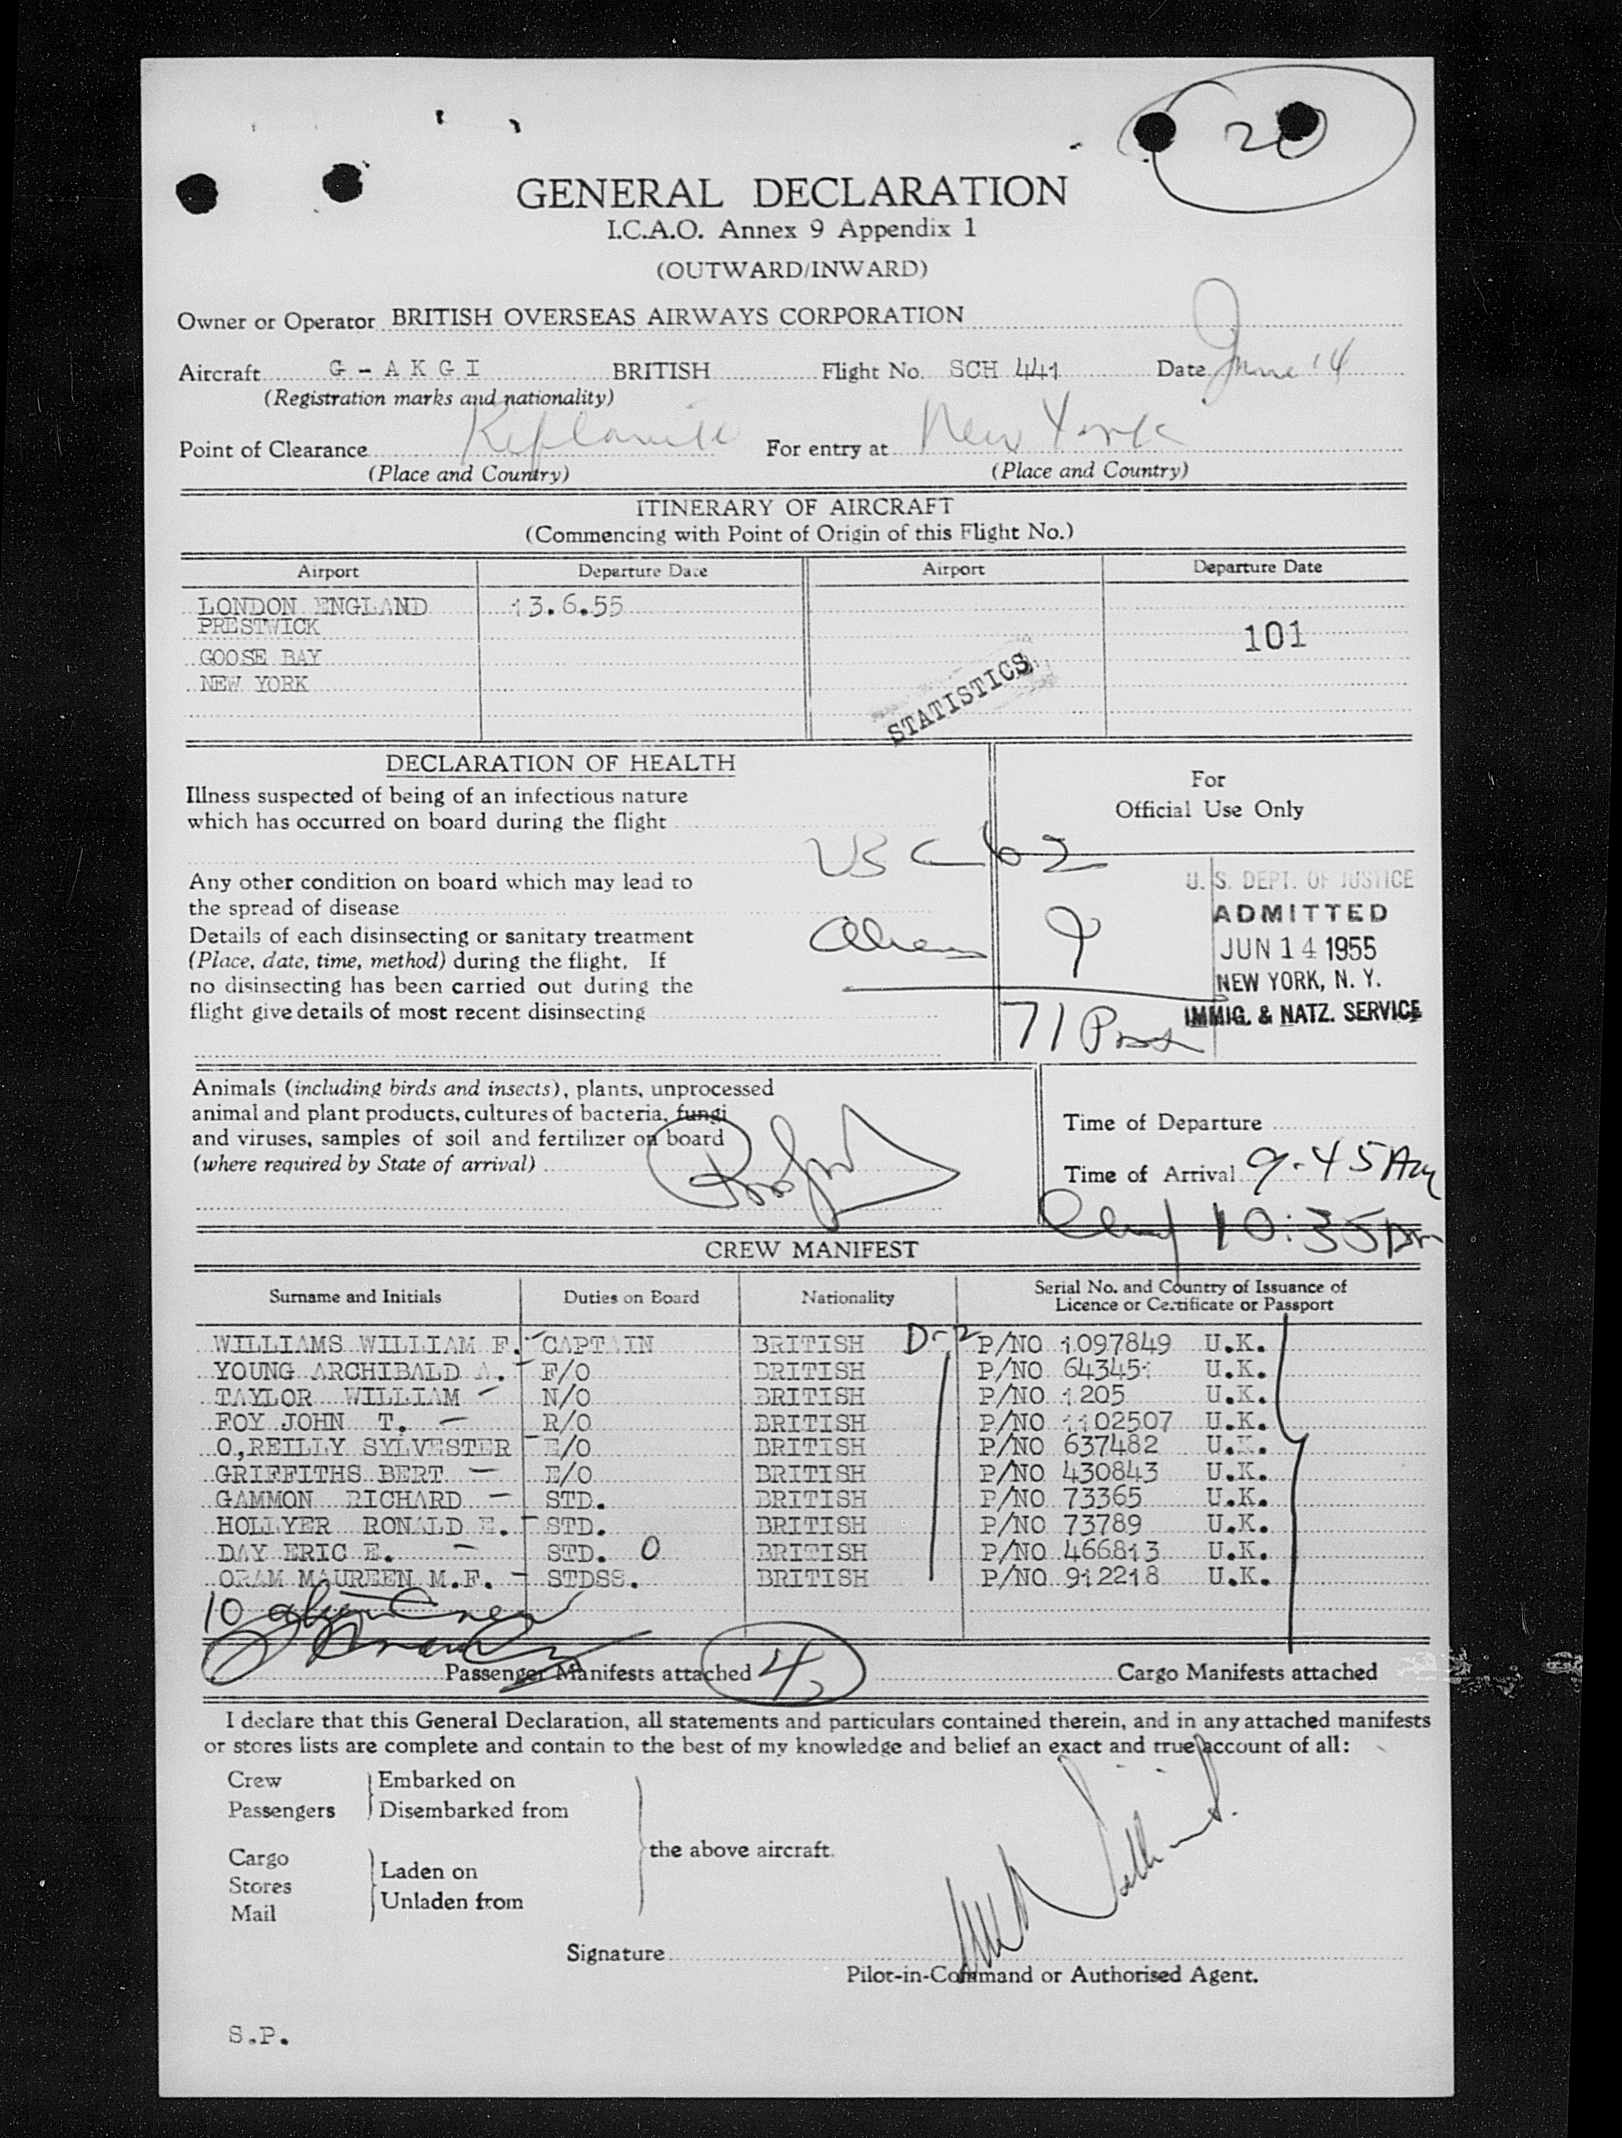 20
GENERAL DECLARATION
I.C.A.O. Annex 9 Appendix 1
(OUTWARD/INWARD)
Owner or Operator BRITISH OVERSEAS AIRWAYS CORPORATION
Aircraft G - A K G I BRITISH Flight No. SCH 441 Date June 14
(Registration marks and nationality)
Point of Clearance Keflavik For entry at New York
(Place and Country) (Place and Country)
ITINERARY OF AIRCRAFT
(Commencing with Point of Origin of this Flight No.)
Airport Departure Date Airport Departure Date
LONDON ENGLAND 13.6.55
PRESTWICK 101
GOOSE BAY
NEW YORK
STATISTICS
DECLARATION OF HEALTH
For
Official Use Only
Illness suspected of being of an infectious nature
which has occurred on board during the flight
USC 62
Any other condition on board which may lead to
the spread of disease
Details of each disinsecting or sanitary treatment
(Place, date, time, method) during the flight. If
no disinsecting has been carried out during the
flight give details of most recent disinsecting
Aliens 9
71 Pass
U. S. DEPT. OF JUSTICE
ADMITTED
JUN 14 1955
NEW YORK, N. Y.
IMMIG. & NATZ. SERVICE
Animals (including birds and insects), plants, unprocessed
animal and plant products, cultures of bacteria, fungi
and viruses, samples of soil and fertilizer on board
(where required by State of arrival)
Time of Departure
Time of Arrival 9.45 Am
10:35
CREW MANIFEST
Surname and Initials Duties on Board Nationality Serial No. and Country of Issuance of Licence or Certificate or Passport
WILLIAMS WILLIAM F. - CAPTAIN BRITISH D-2 P/NO 1097849 U.K.
YOUNG ARCHIBALD A. - F/O BRITISH P/NO 643451 U.K.
TAYLOR WILLIAM - N/O BRITISH P/NO 1205 U.K.
FOY JOHN T. - R/O BRITISH P/NO 1102507 U.K.
O,REILLY SYLVESTER - E/O BRITISH P/NO 637482 U.K.
GRIFFITHS BERT - E/O BRITISH P/NO 430843 U.K.
GAMMON RICHARD - STD. BRITISH P/NO 73365 U.K.
HOLLYER RONALD E. - STD. BRITISH P/NO 73789 U.K.
DAY ERIC E. - STD. O BRITISH P/NO 466813 U.K.
ORAM MAUREEN M.F. - STDSS. BRITISH P/NO 912218 U.K.
10 alien Crew
Passenger Manifests attached 4 Cargo Manifests attached
I declare that this General Declaration, all statements and particulars contained therein, and in any attached manifests
or stores lists are complete and contain to the best of my knowledge and belief an exact and true account of all:
Crew Embarked on
Passengers Disembarked from
the above aircraft.
Cargo Laden on
Stores Unladen from
Mail
Signature
Pilot-in-Command or Authorised Agent.
S.P.